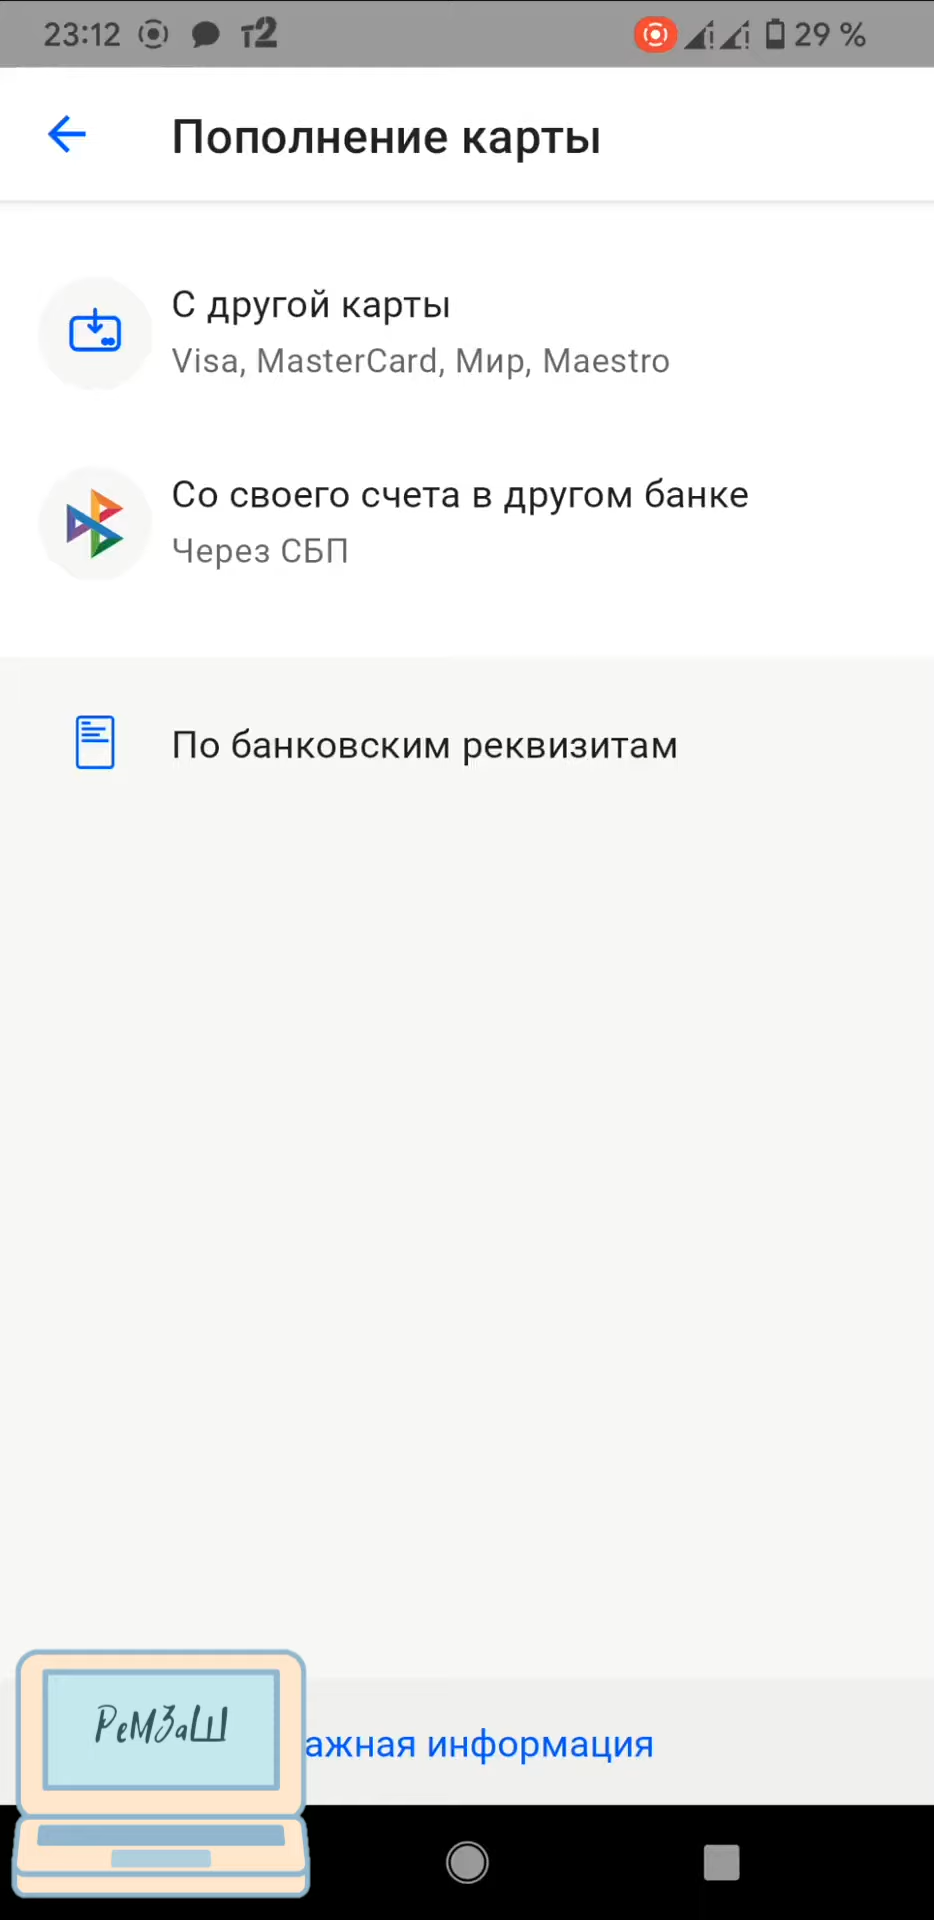 23:12 т2 29 %
Пополнение карты
С другой карты
Visa, MasterCard, Мир, Maestro
Со своего счета в другом банке
Через СБП
По банковским реквизитам
РеМЗаШ
ажная информация